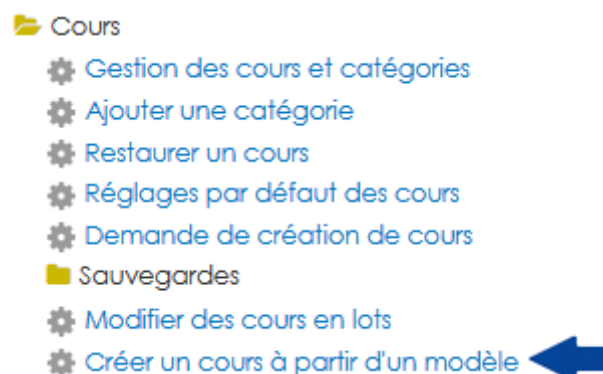 Cours
Gestion des cours et catégories
Ajouter une catégorie
Restaurer un cours
Réglages par défaut des cours
Demande de création de cours
Sauvegardes
Modifier des cours en lots
Créer un cours à partir d'un modèle